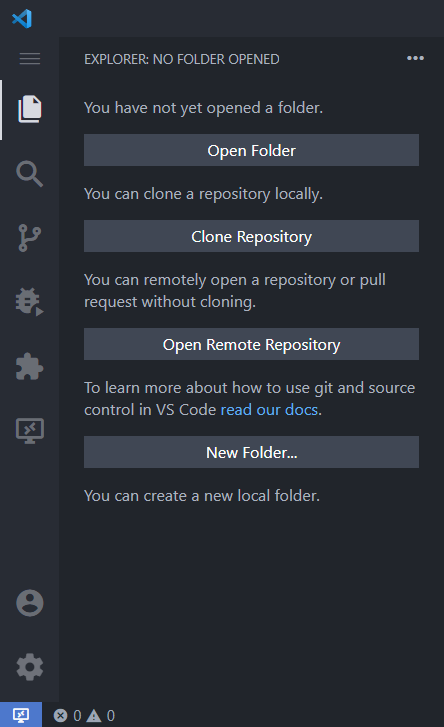 EXPLORER: NO FOLDER OPENED
You have not yet opened a folder.
Open Folder
You can clone a repository locally.
Clone Repository
You can remotely open a repository or pull
request without cloning.
Open Remote Repository
To learn more about how to use git and source
control in VS Code read our docs.
New Folder...
You can create a new local folder.
0 0